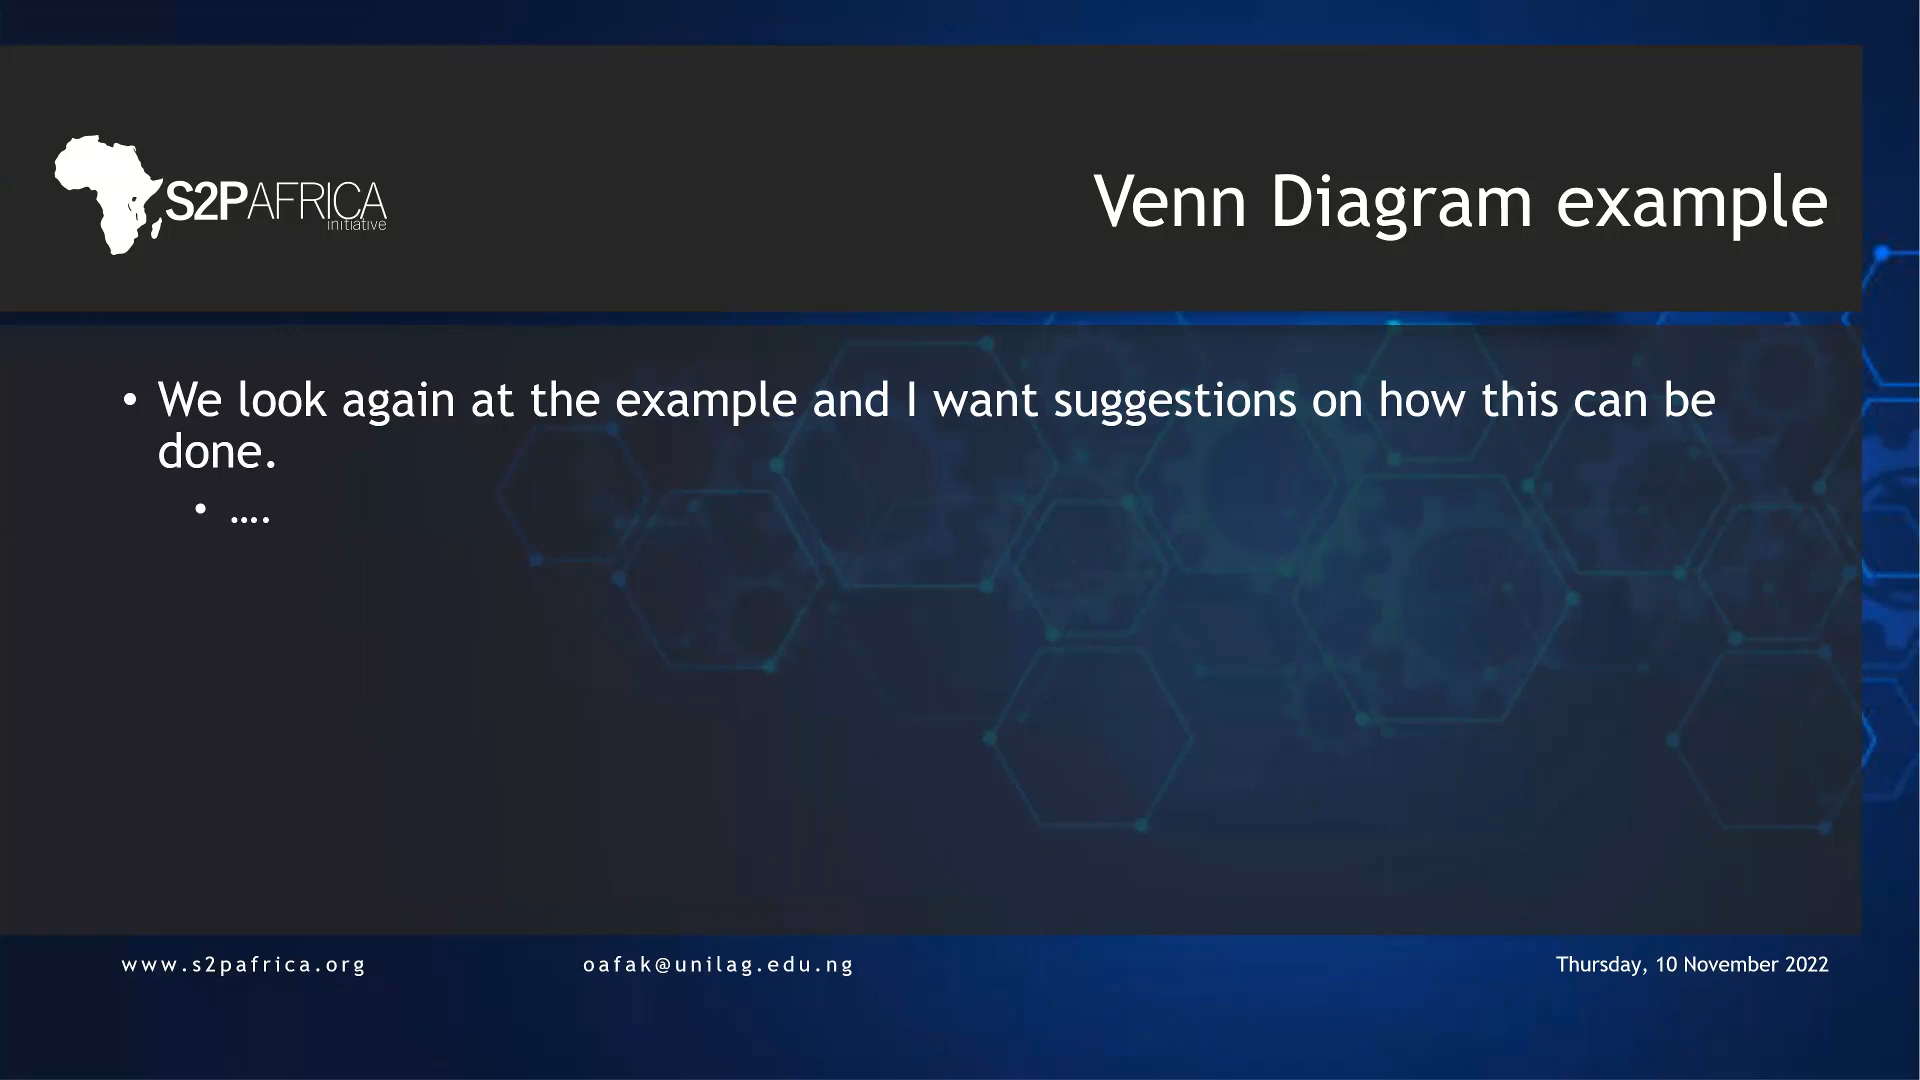 S2PAFRICA
initiative
Venn Diagram example
• We look again at the example and I want suggestions on how this can be
done.
• ....
www.s2pafrica.org
oafak@unilag.edu.ng
Thursday, 10 November 2022